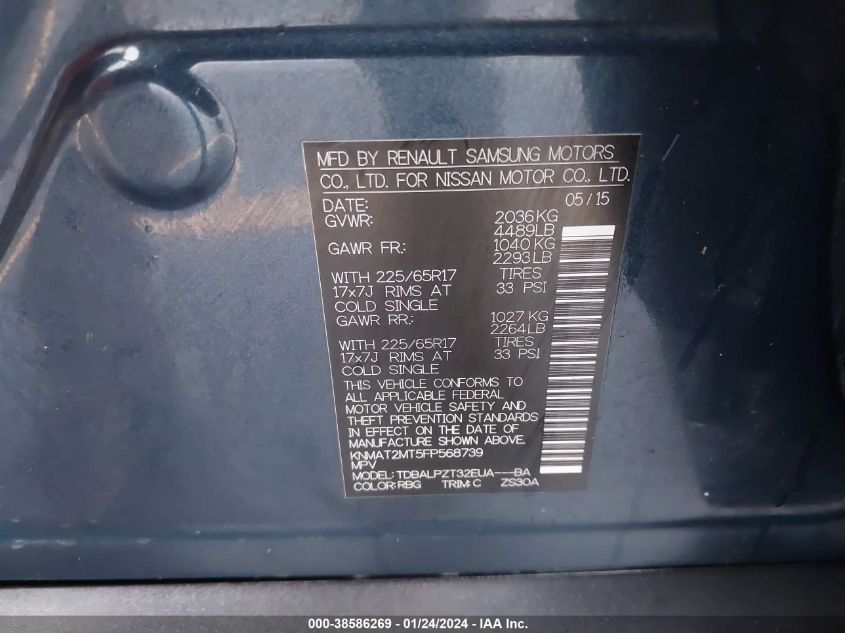 MFD BY RENAULT SAMSUNG MOTORS
CO., LTD. FOR NISSAN MOTOR CO., LTD.
DATE: 05/15
GVWR: 2036KG
4489LB
GAWR FR.: 1040KG
2293LB
WITH 225/65R17 TIRES
17x7J RIMS AT 33 PSI
COLD SINGLE
GAWR RR.: 1027 KG
2264LB
WITH 225/65R17 TIRES
17x7J RIMS AT 33 PSI
COLD SINGLE
THIS VEHICLE CONFORMS TO
ALL APPLICABLE FEDERAL
MOTOR VEHICLE SAFETY AND
THEFT PREVENTION STANDARDS
IN EFFECT ON THE DATE OF
MANUFACTURE SHOWN ABOVE.
KNMAT2MT5FP568739
MPV
MODEL: TDBALPZT32EUA---BA
COLOR:RBG TRIM:C ZS30A
000-38586269 - 01/24/2024 - IAA Inc.